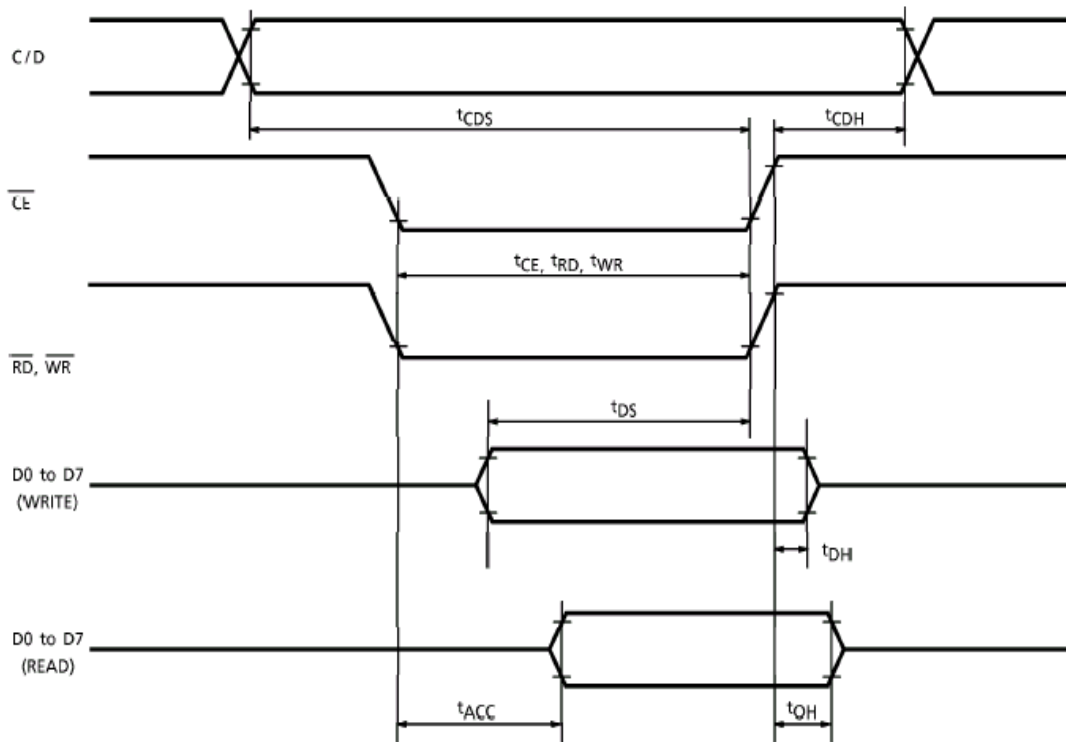 C/D
tCDS
tCDH
CE
tCE, tRD, tWR
RD, WR
tDS
D0 to D7
(WRITE)
tDH
D0 to D7
(READ)
tACC
tOH